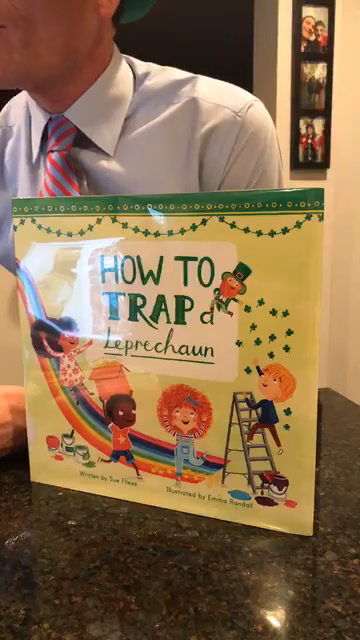 HOW TO
TRAP a
Leprechaun
Written by Sue Fliess
Illustrated by Emma Randall